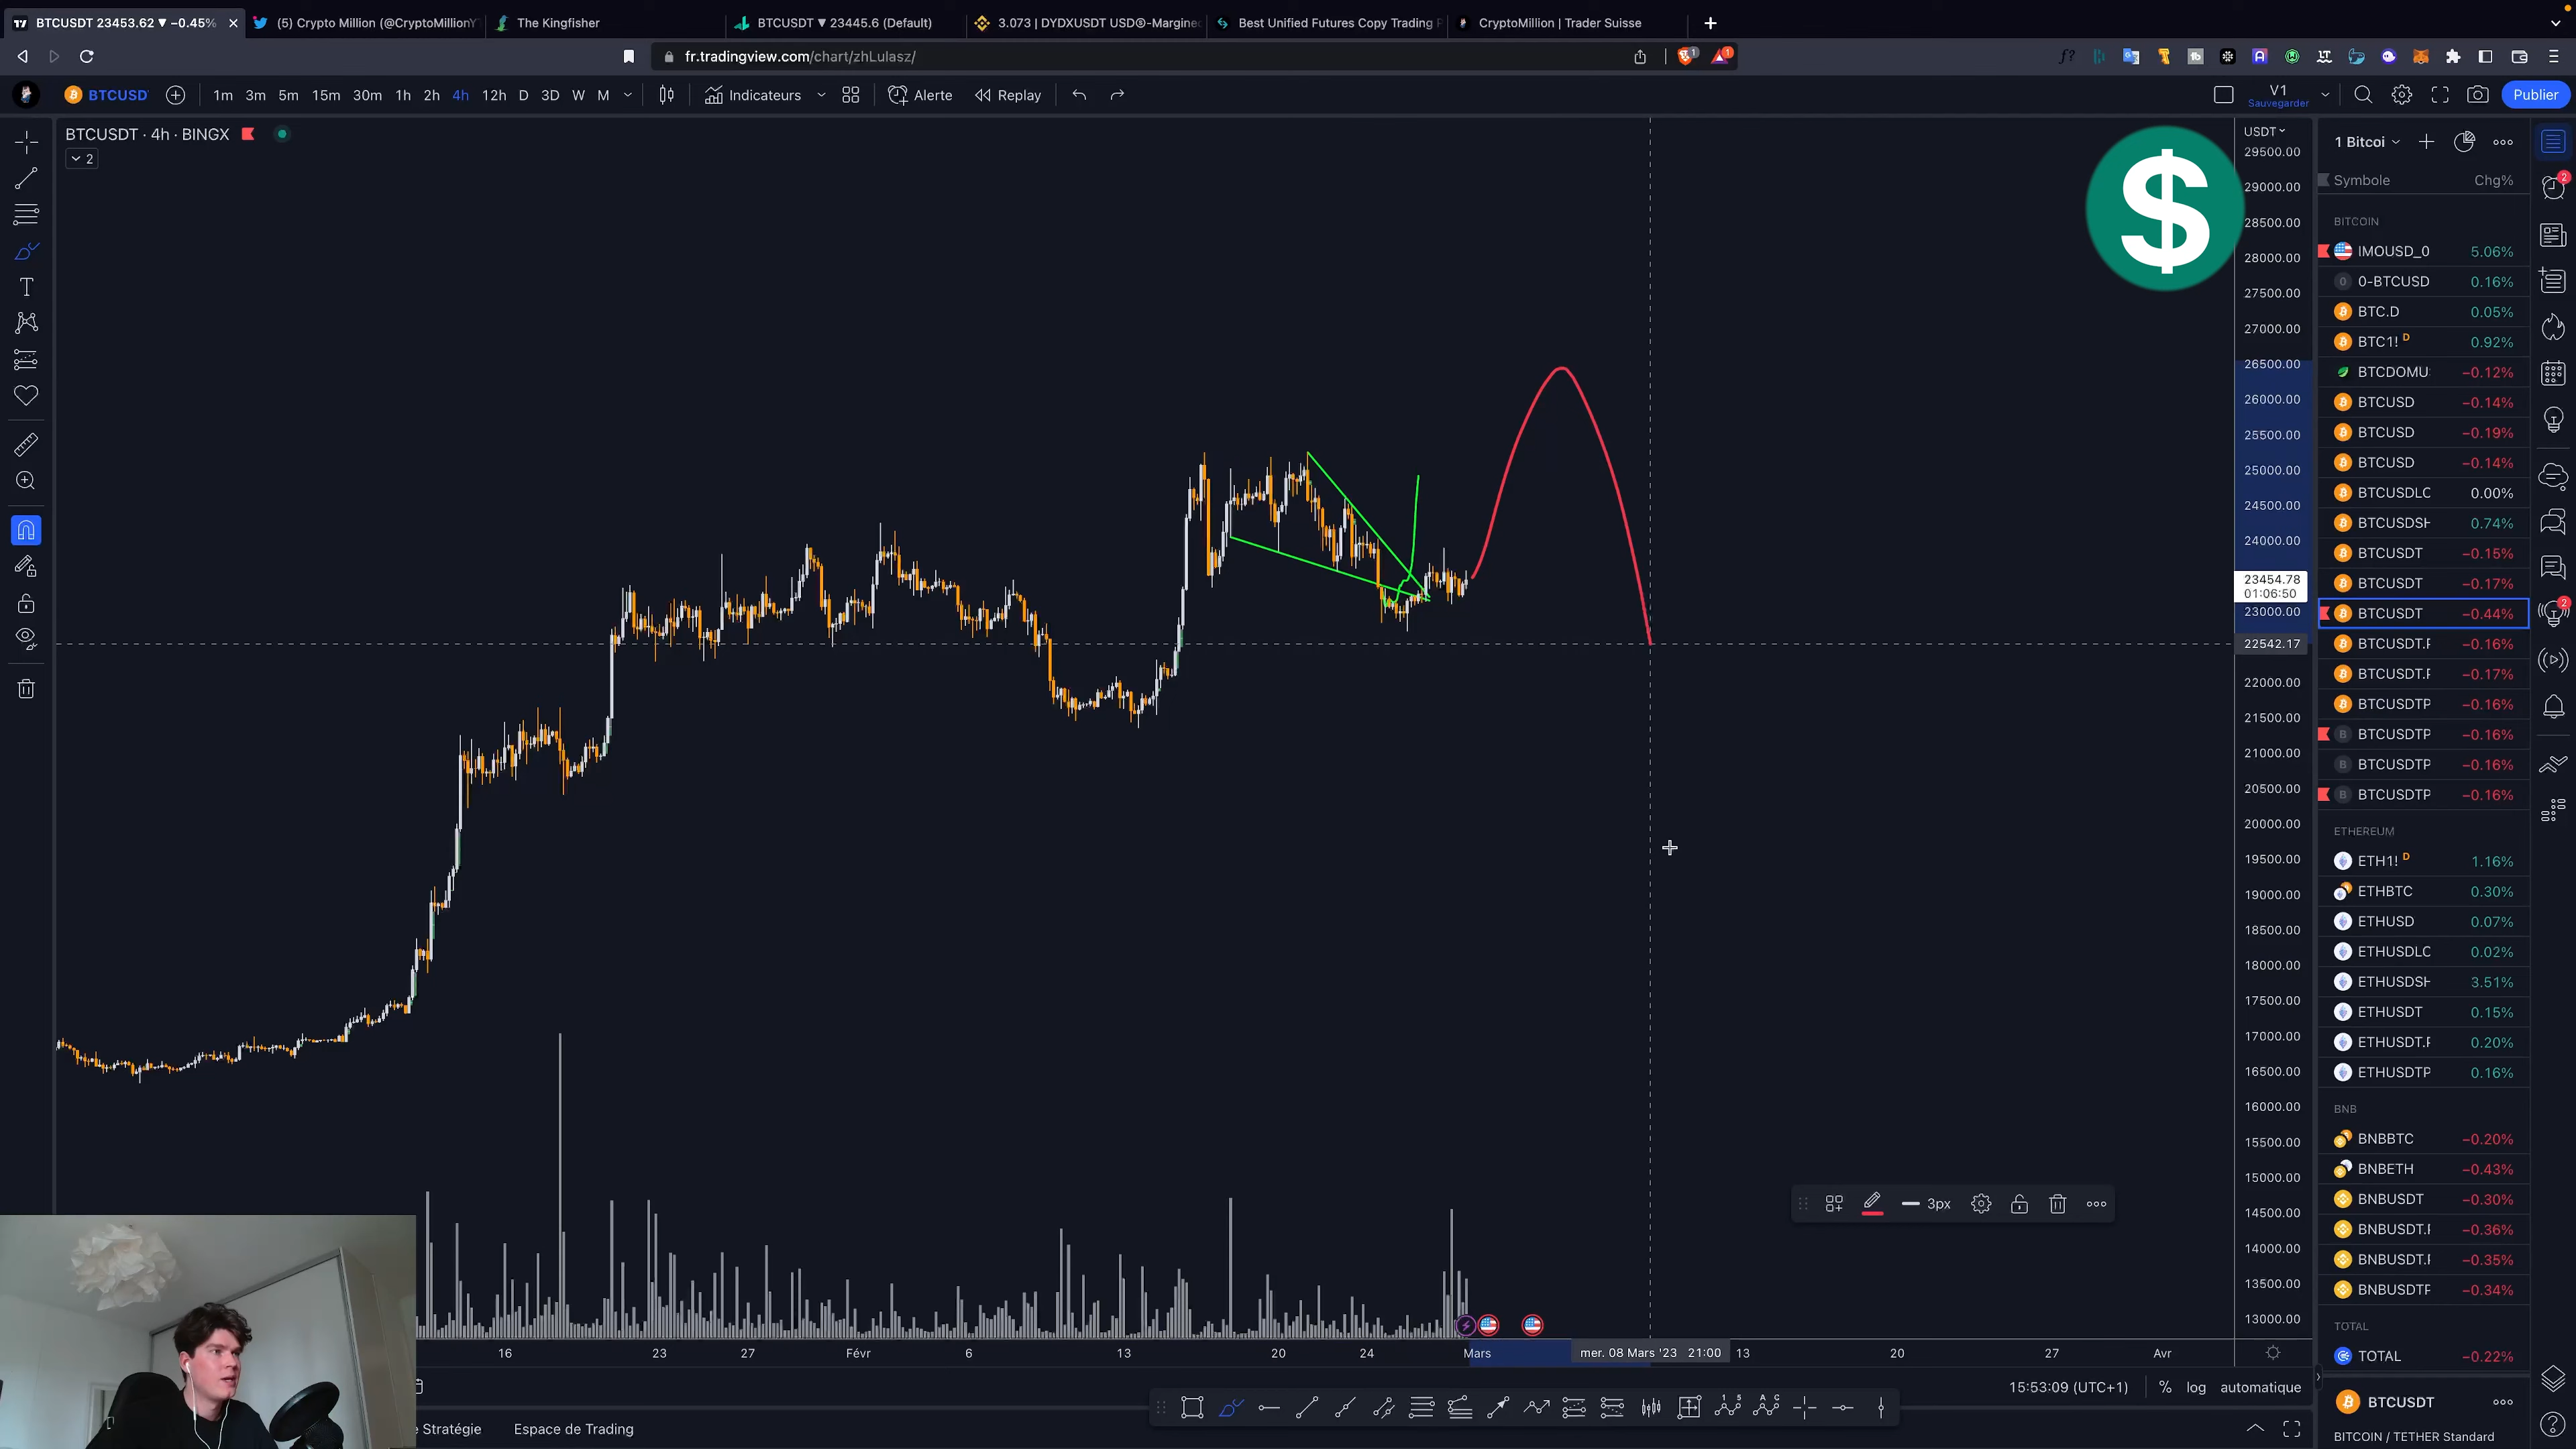 BTCUSDT 23453.62 ▼ −0.45%
(5) Crypto Million (@CryptoMillionY
The Kingfisher
BTCUSDT ▼ 23445.6 (Default)
3.073 | DYDXUSDT USD®-Margined
Best Unified Futures Copy Trading P
CryptoMillion | Trader Suisse
fr.tradingview.com/chart/zhLulasz/
BTCUSD
1m 3m 5m 15m 30m 1h 2h 4h 12h D 3D W M
Indicateurs
Alerte
Replay
V1
Sauvegarder
Publier
BTCUSDT · 4h · BINGX
2
$
USDT
29500.00
29000.00
28500.00
28000.00
27500.00
27000.00
26500.00
26000.00
25500.00
25000.00
24500.00
24000.00
23454.78
01:06:50
23000.00
22542.17
22000.00
21500.00
21000.00
20500.00
20000.00
19500.00
19000.00
18500.00
18000.00
17500.00
17000.00
16500.00
16000.00
15500.00
15000.00
14500.00
14000.00
13500.00
13000.00
1 Bitcoi
Symbole Chg%
BITCOIN
IMOUSD_0 5.06%
0-BTCUSD 0.16%
BTC.D 0.05%
BTC1! D 0.92%
BTCDOMU −0.12%
BTCUSD −0.14%
BTCUSD −0.19%
BTCUSD −0.14%
BTCUSDLC 0.00%
BTCUSDSH 0.74%
BTCUSDT −0.15%
BTCUSDT −0.17%
BTCUSDT −0.44%
BTCUSDT.F −0.16%
BTCUSDT.F −0.17%
BTCUSDTP −0.16%
BTCUSDTP −0.16%
BTCUSDTP −0.16%
BTCUSDTP −0.16%
ETHEREUM
ETH1! D 1.16%
ETHBTC 0.30%
ETHUSD 0.07%
ETHUSDLC 0.02%
ETHUSDSH 3.51%
ETHUSDT 0.15%
ETHUSDT.F 0.20%
ETHUSDTP 0.16%
BNB
BNBBTC −0.20%
BNBETH −0.43%
BNBUSDT −0.30%
BNBUSDT.F −0.36%
BNBUSDT.F −0.35%
BNBUSDTF −0.34%
TOTAL
TOTAL −0.22%
BTCUSDT
BITCOIN / TETHER Standard
3px
16 23 27 Févr 6 13 20 24 Mars mer. 08 Mars '23 21:00 13 20 27 Avr
15:53:09 (UTC+1) % log automatique
Stratégie
Espace de Trading